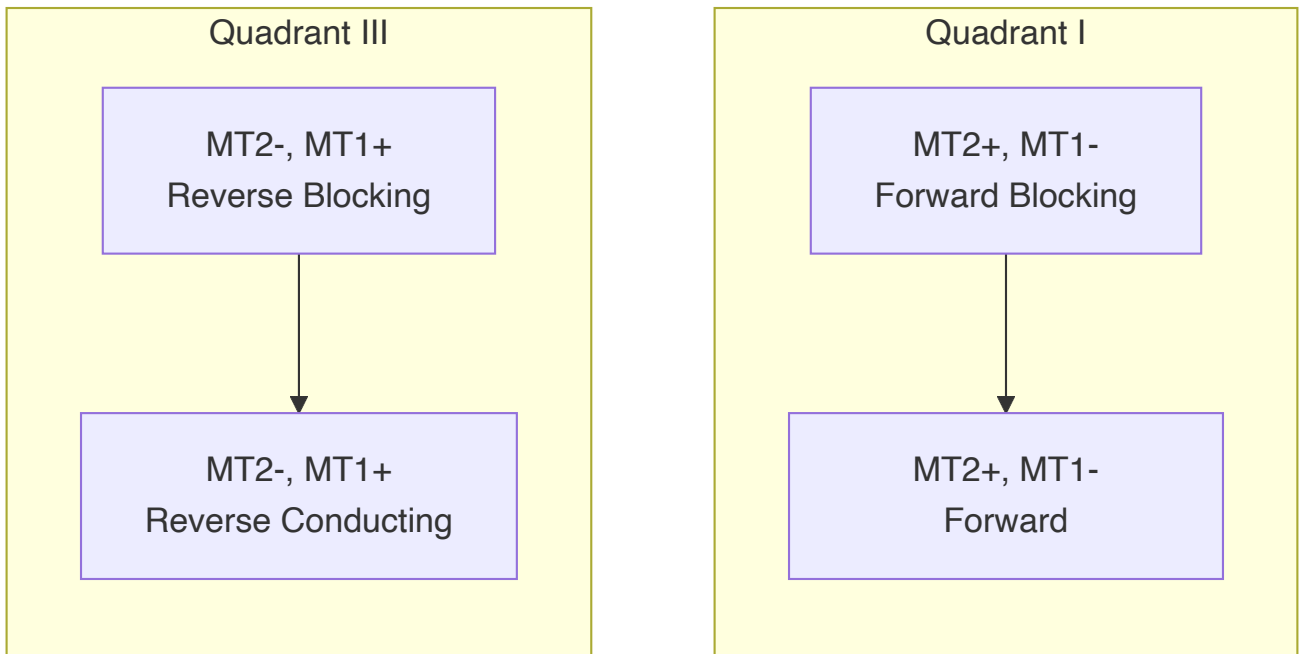 Quadrant III
MT2-, MT1+
Reverse Blocking
MT2-, MT1+
Reverse Conducting
Quadrant I
MT2+, MT1-
Forward Blocking
MT2+, MT1-
Forward